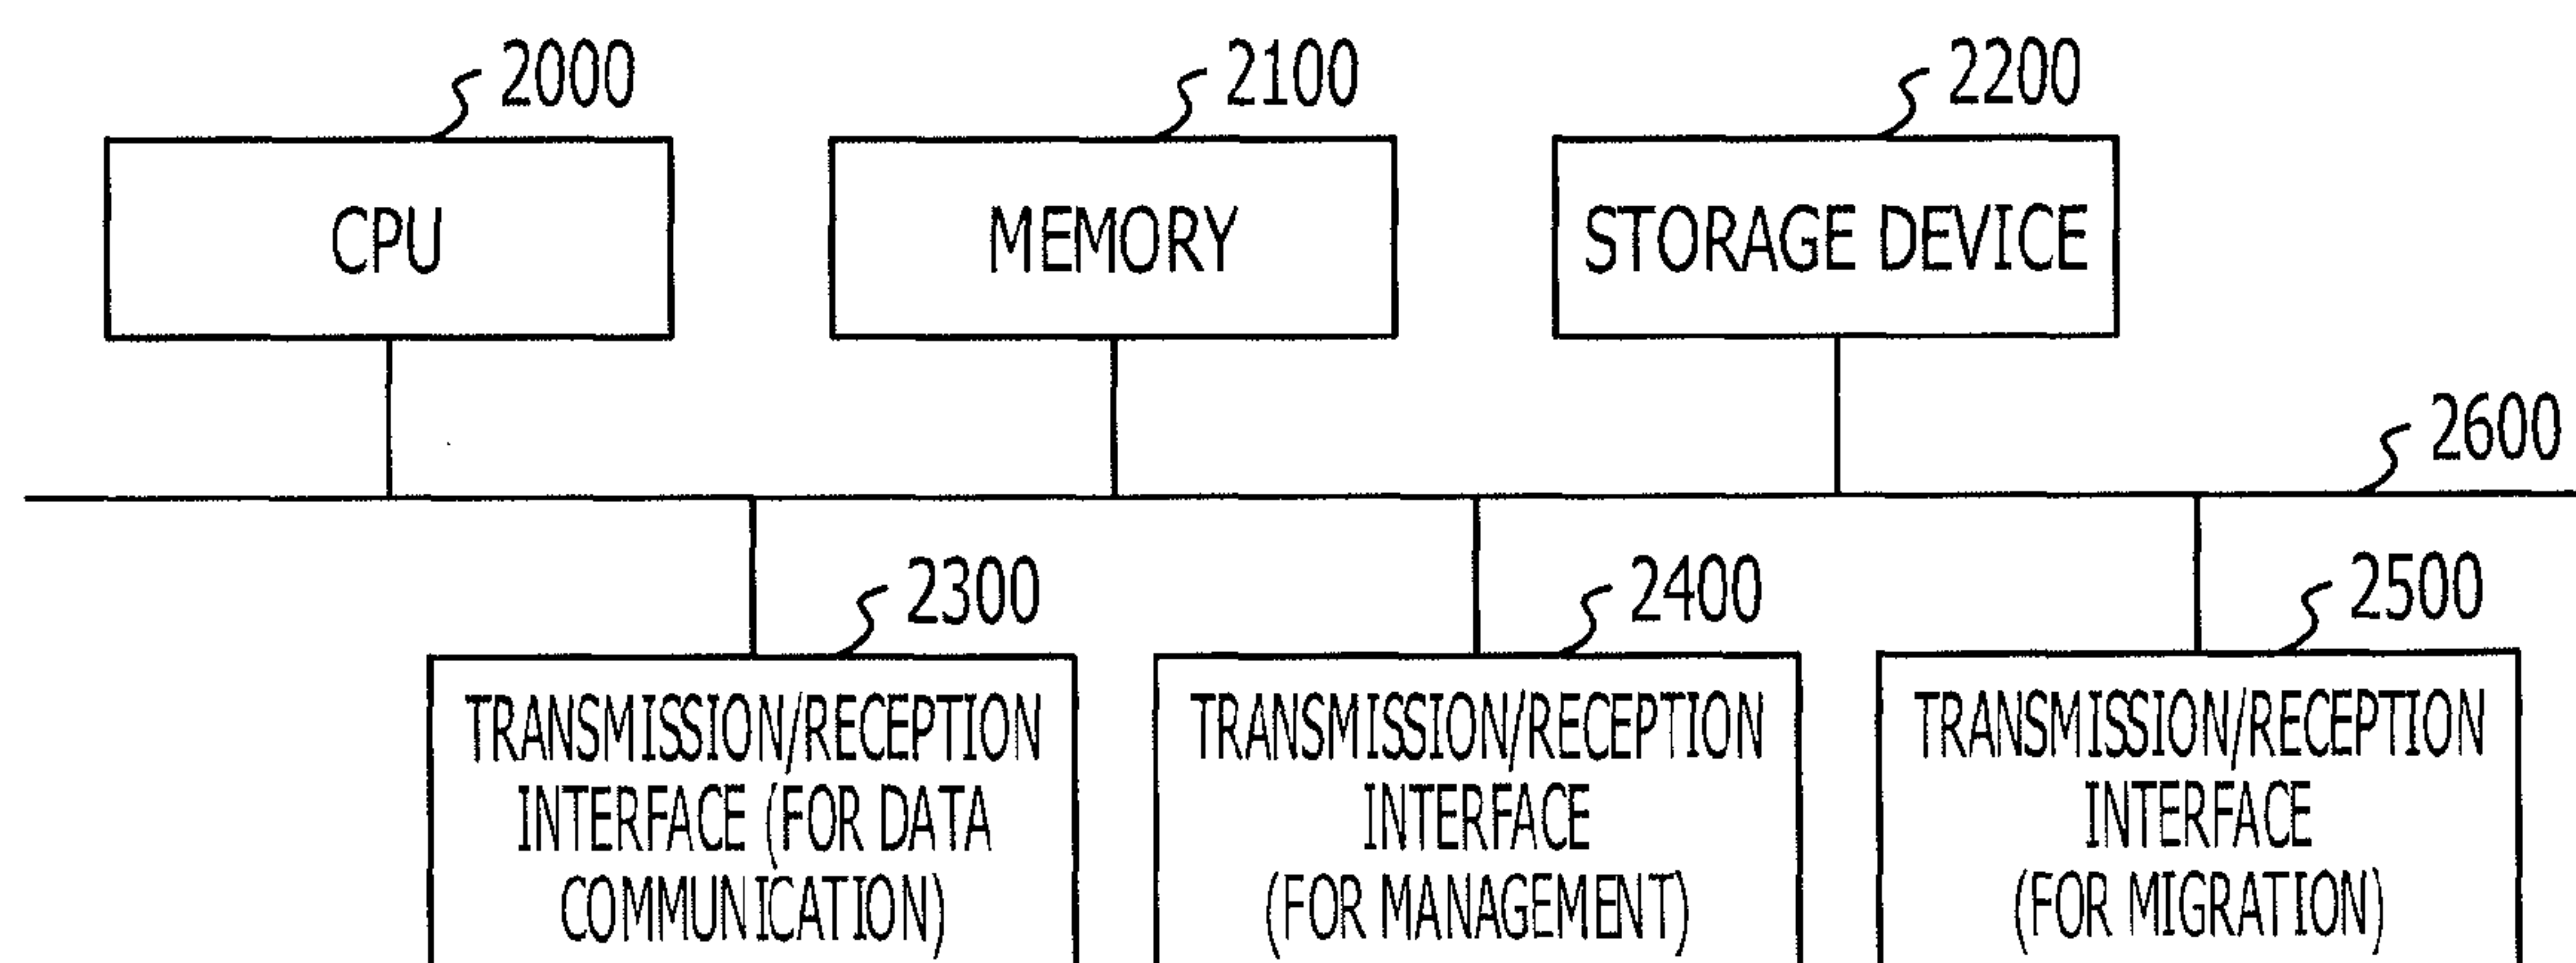 2000
2100
2200
CPU
MEMORY
STORAGE DEVICE
2600
2300
2400
2500
TRANSMISSION/RECEPTION
INTERFACE (FOR DATA
COMMUNICATION)
TRANSMISSION/RECEPTION
INTERFACE
(FOR MANAGEMENT)
TRANSMISSION/RECEPTION
INTERFACE
(FOR MIGRATION)